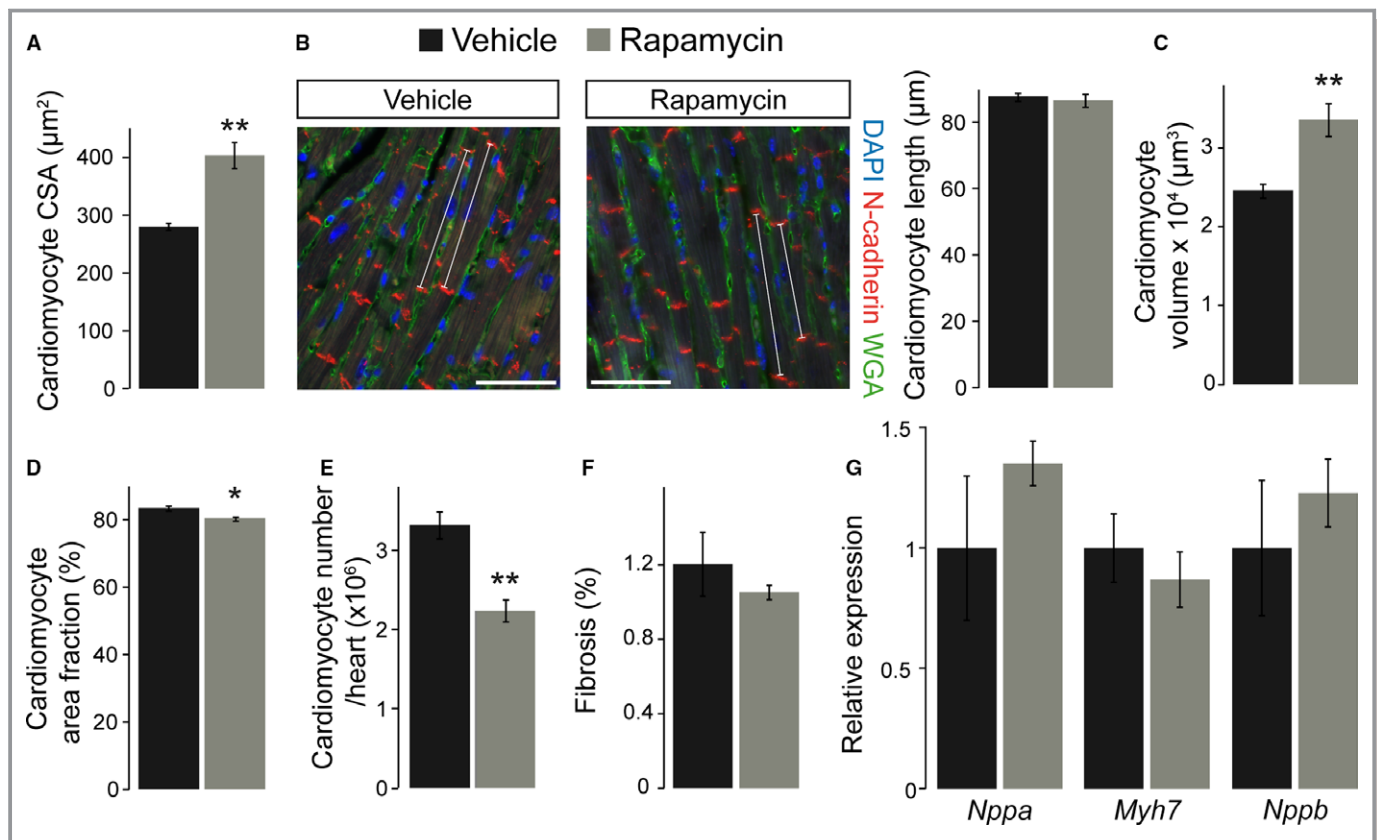 A
B
Vehicle
Rapamycin
C
Cardiomyocyte CSA (µm²)
400
300
200
100
0
**
Vehicle
Rapamycin
DAPI N-cadherin WGA
Cardiomyocyte length (µm)
80
60
40
20
0
Cardiomyocyte
volume x 10⁴ (µm³)
3
2
1
0
**
D
Cardiomyocyte
area fraction (%)
80
60
40
20
0
*
E
Cardiomyocyte number
/heart (x10⁶)
3
2
1
0
**
F
Fibrosis (%)
1.2
0.8
0.4
0
G
Relative expression
1.5
1
0.5
0
Nppa
Myh7
Nppb